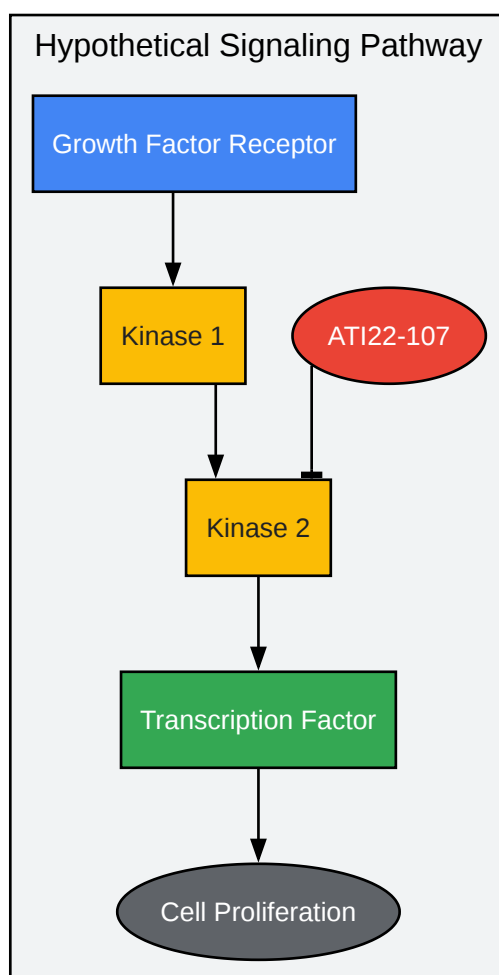 Hypothetical Signaling Pathway
Growth Factor Receptor
Kinase 1
ATI22-107
Kinase 2
Transcription Factor
Cell Proliferation